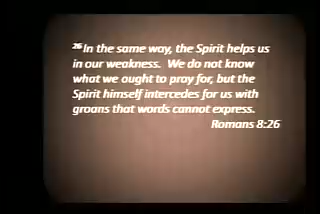 26 In the same way, the Spirit helps us
in our weakness.  We do not know
what we ought to pray for, but the
Spirit himself intercedes for us with
groans that words cannot express.
Romans 8:26